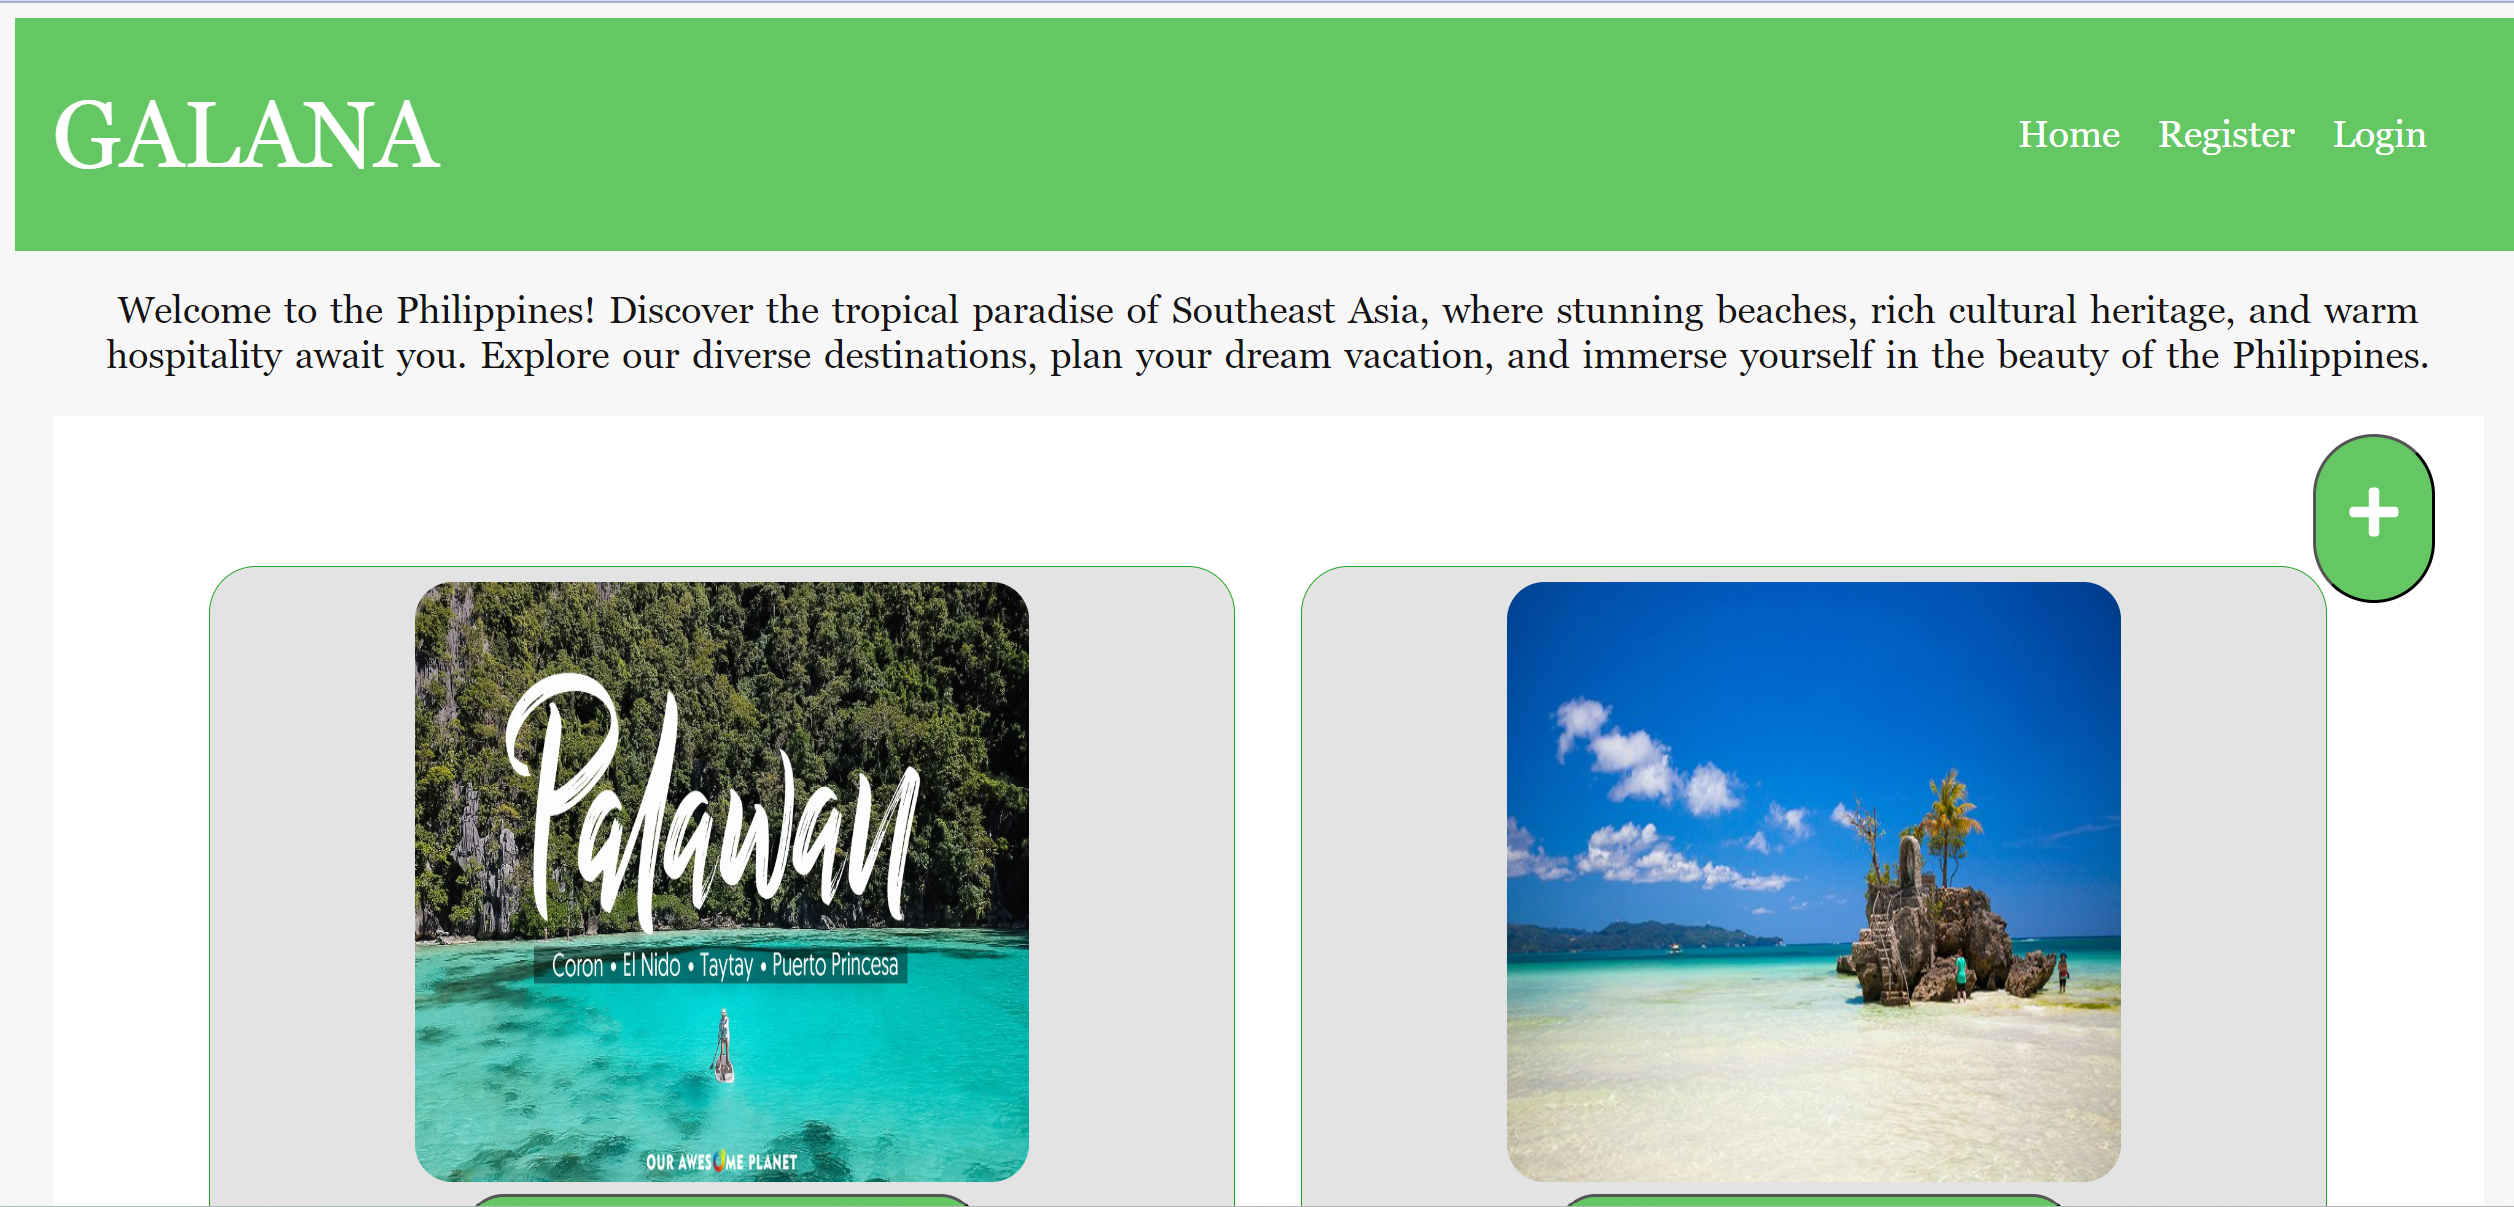 GALANA
Home Register Login
Welcome to the Philippines! Discover the tropical paradise of Southeast Asia, where stunning beaches, rich cultural heritage, and warm
hospitality await you. Explore our diverse destinations, plan your dream vacation, and immerse yourself in the beauty of the Philippines.
Palawan
Coron • El Nido • Taytay • Puerto Princesa
OUR AWESOME PLANET